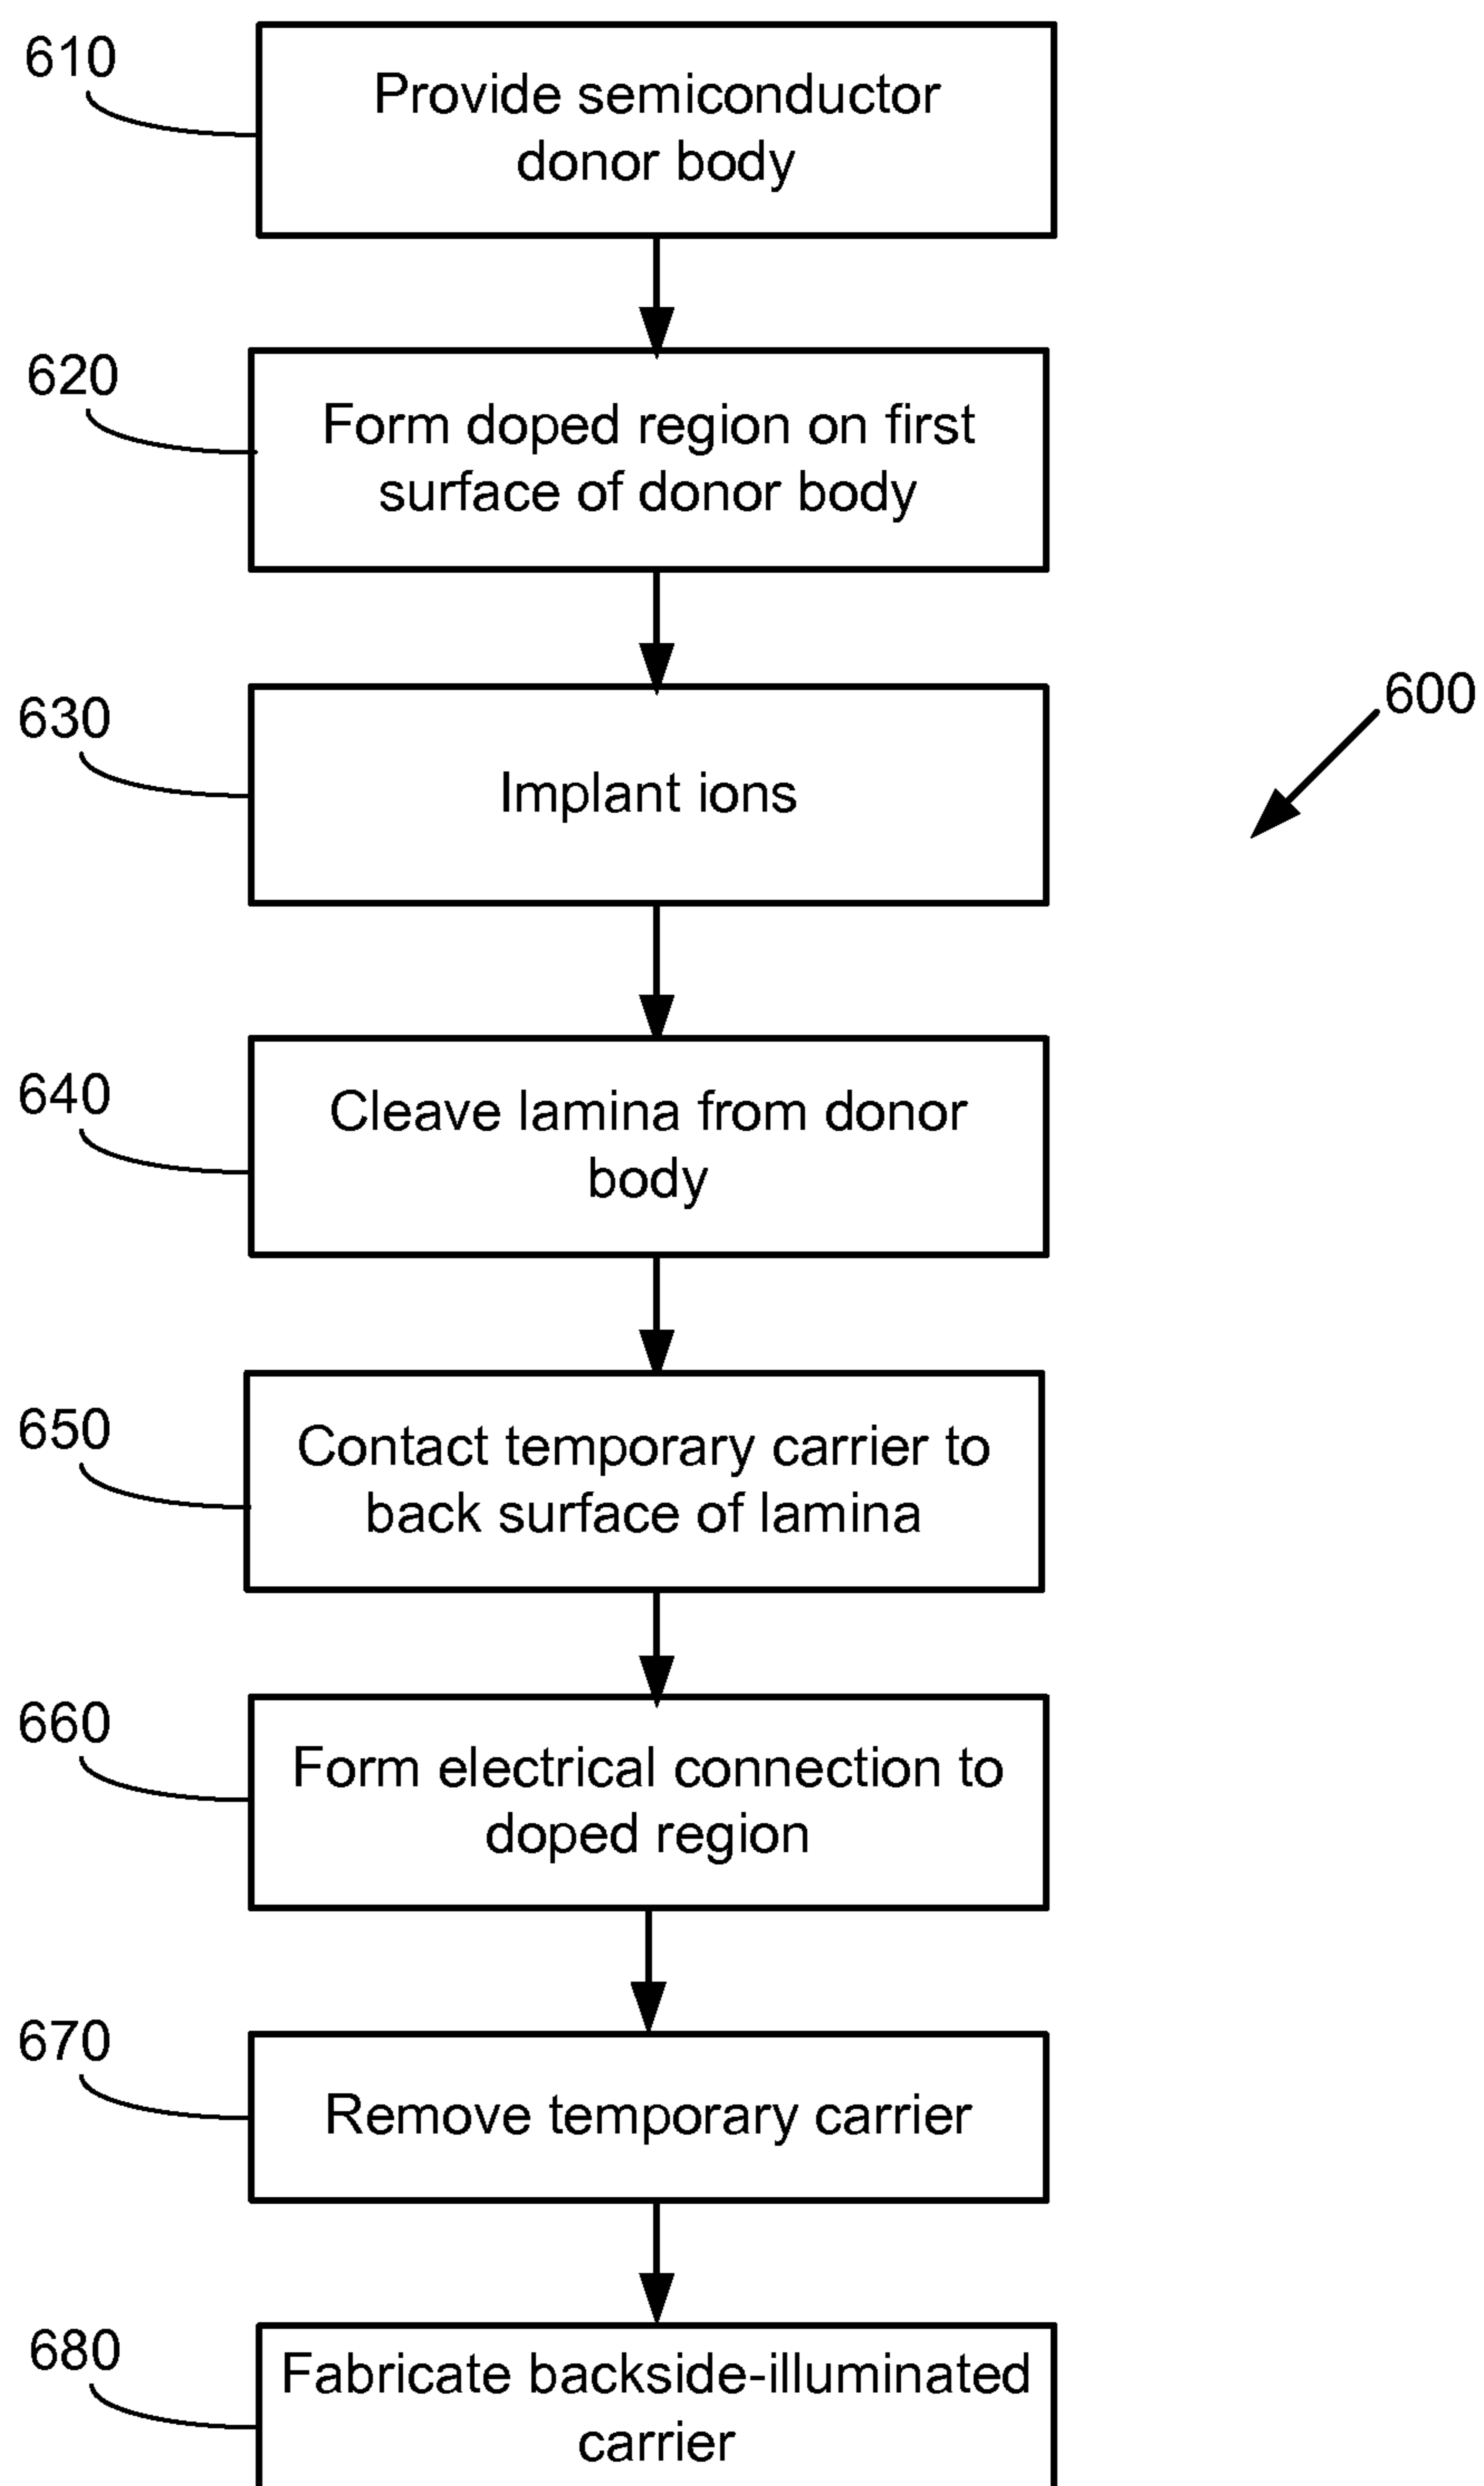 610
Provide semiconductor
donor body
620
Form doped region on first
surface of donor body
630
Implant ions
600
640
Cleave lamina from donor
body
650
Contact temporary carrier to
back surface of lamina
660
Form electrical connection to
doped region
670
Remove temporary carrier
680
Fabricate backside-illuminated
carrier